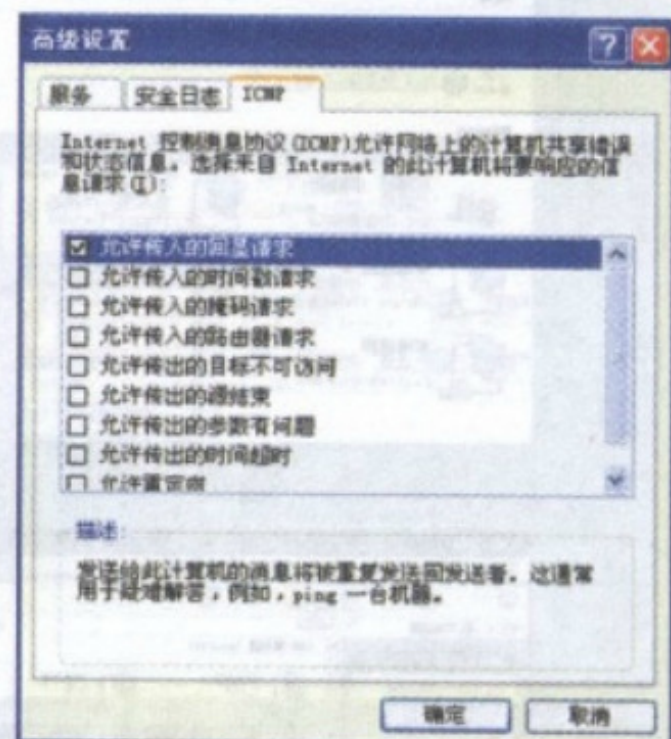 高级设置
服务 安全日志 ICMP
Internet 控制消息协议(ICMP)允许网络上的计算机共享错误
和状态信息。选择来自 Internet 的此计算机将要响应的信
息请求(I):
允许传入的回显请求
允许传入的时间戳请求
允许传入的掩码请求
允许传入的路由器请求
允许传出的目标不可访问
允许传出的源结束
允许传出的参数有问题
允许传出的时间超时
允许重定向
描述:
发送给此计算机的消息将被重复发送回发送者。这通常
用于疑难解答,例如,ping 一台机器。
确定 取消